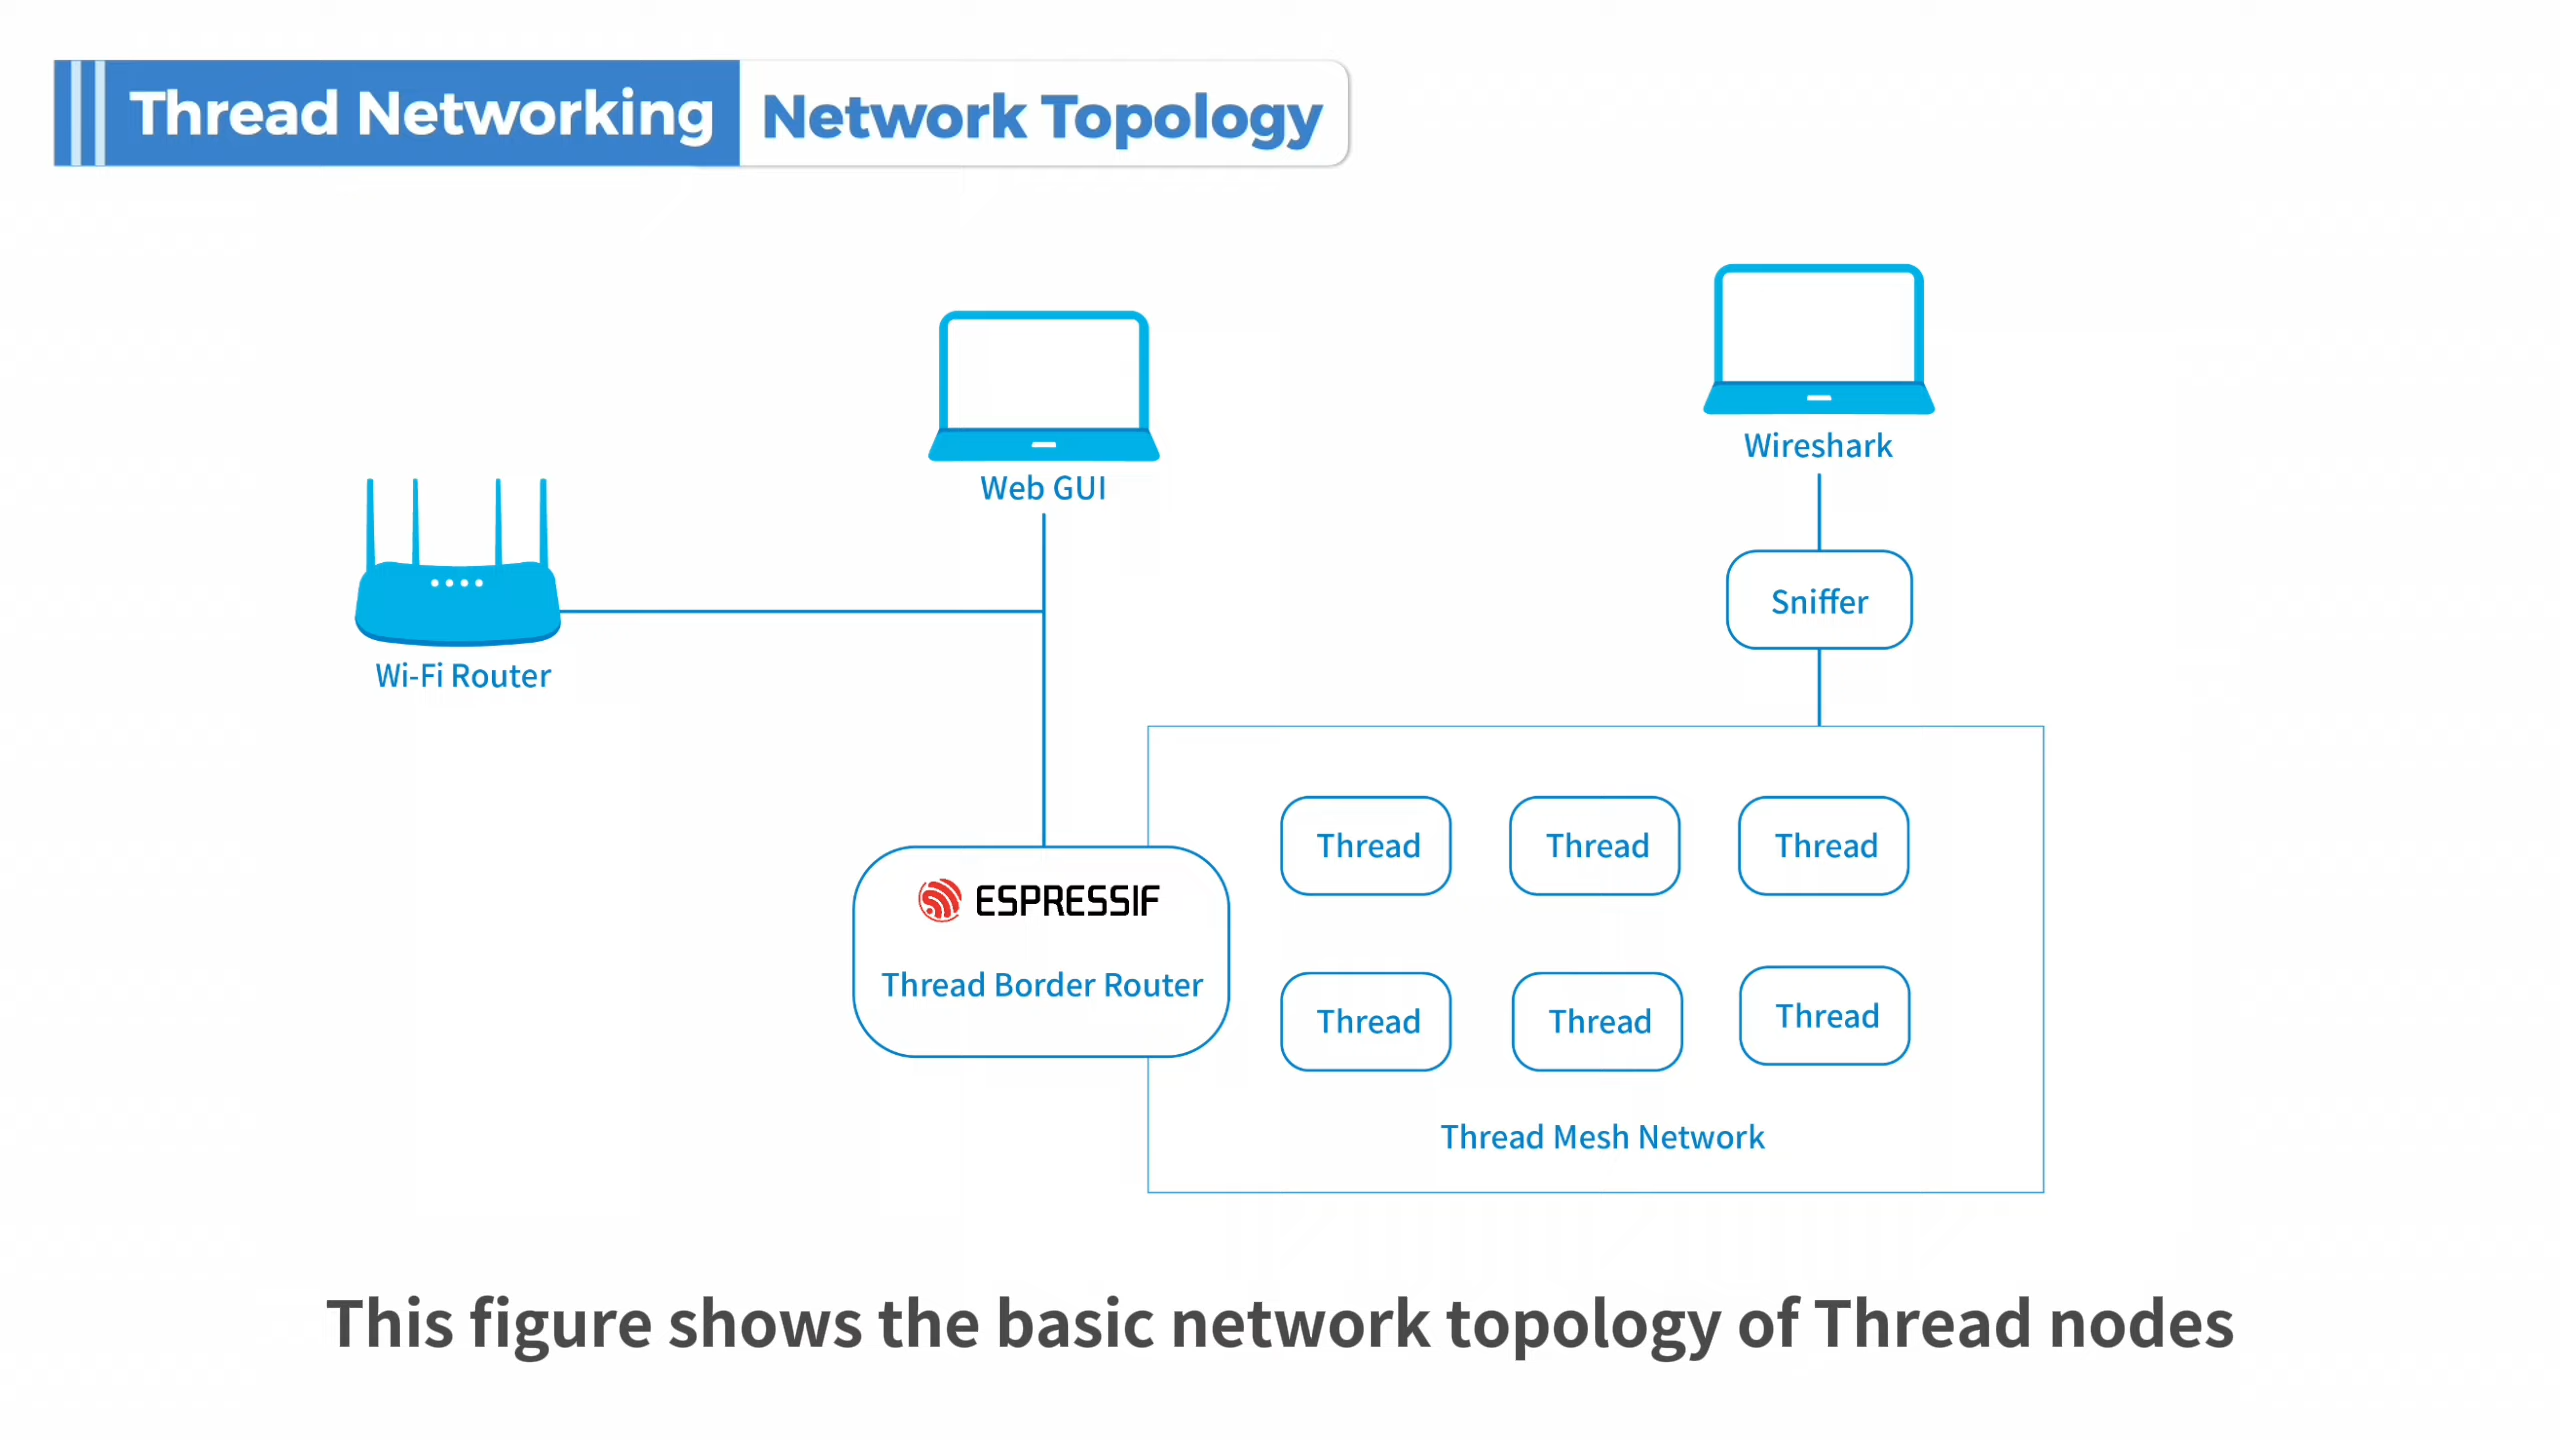 Thread Networking
Network Topology
Wireshark
Web GUI
Sniffer
Wi-Fi Router
ESPRESSIF
Thread Border Router
Thread
Thread
Thread
Thread
Thread
Thread
Thread Mesh Network
This figure shows the basic network topology of Thread nodes